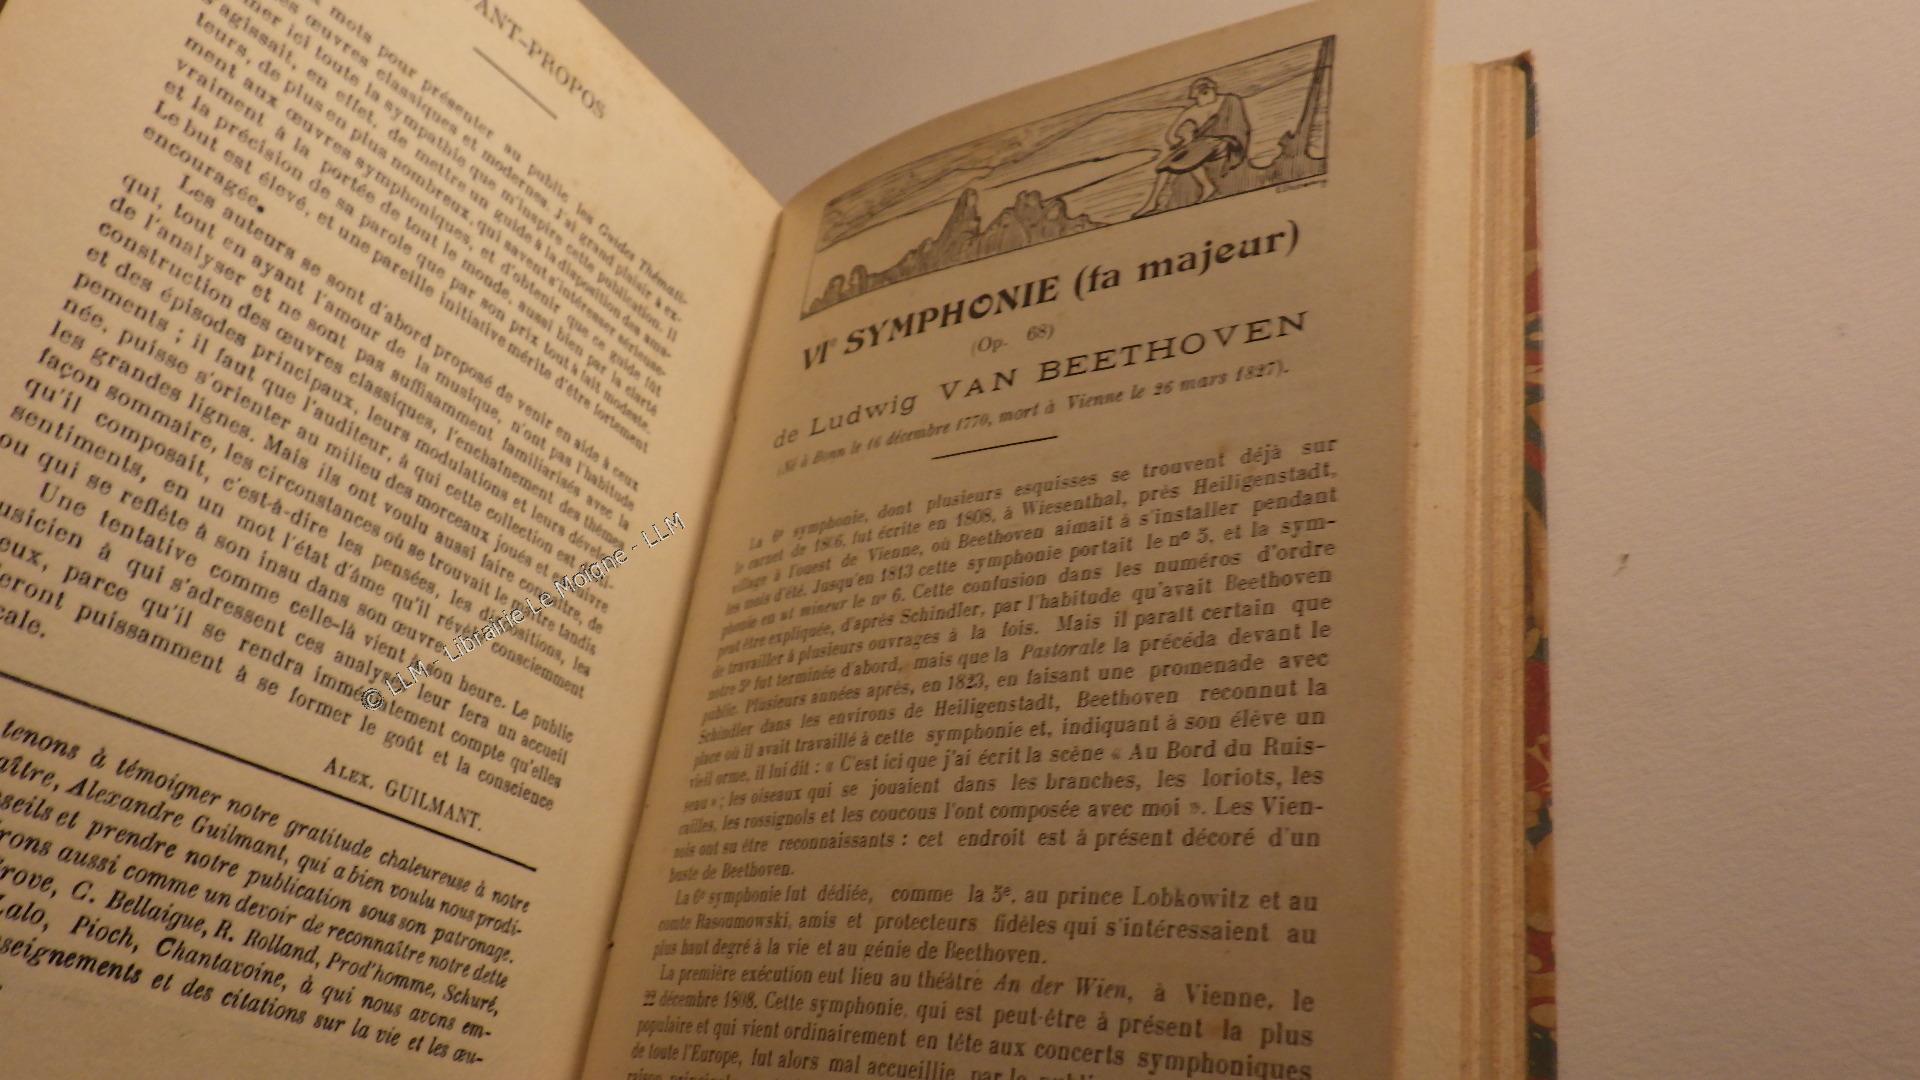 ANT-PROPOS
mots pour présenter au public les Guides Thémati-
es œuvres classiques et modernes. J'ai grand plaisir à ex-
mer ici toute la sympathie que m'inspire cette publication. Il
s'agissait, en effet, de mettre un guide à la disposition des ama-
teurs, de plus en plus nombreux, qui savent s'intéresser sérieuse-
ment aux œuvres symphoniques, et d'obtenir que ce guide fût
vraiment à la portée de tout le monde, aussi bien par la clarté
et la précision de sa parole que par son prix tout à fait modeste.
Le but est élevé, et une pareille initiative mérite d'être fortement
encouragée.
Les auteurs se sont d'abord proposé de venir en aide à ceux
qui, tout en ayant l'amour de la musique, n'ont pas l'habitude
de l'analyser et ne sont pas suffisamment familiarisés avec la
construction des œuvres classiques, l'enchaînement des thèmes
et des épisodes principaux, leurs modulations et leurs dévelop-
pements ; il faut que l'auditeur, à qui cette collection est desti-
née, puisse s'orienter au milieu des morceaux joués et en suivre
les grandes lignes. Mais ils ont voulu aussi faire connaître, de
façon sommaire, les circonstances où se trouvait le maître tandis
qu'il composait, c'est-à-dire les pensées, les dispositions, les
sentiments, en un mot l'état d'âme qu'il révèle consciemment
ou qui se reflète à son insu dans son œuvre.
Une tentative comme celle-là vient à son heure. Le public
usicien à qui s'adressent ces analyses leur fera un accueil
eux, parce qu'il se rendra immédiatement compte qu'elles
eront puissamment à se former le goût et la conscience
cale.
ALEX. GUILMANT.
tenons à témoigner notre gratitude chaleureuse à notre
aître, Alexandre Guilmant, qui a bien voulu nous prodi-
seils et prendre notre publication sous son patronage.
rons aussi comme un devoir de reconnaître notre dette
rove, C. Bellaigue, R. Rolland, Prod'homme, Schuré,
Lalo, Pioch, Chantavoine, à qui nous avons em-
seignements et des citations sur la vie et les œu-
VIe SYMPHONIE (fa majeur)
(Op. 68)
de Ludwig VAN BEETHOVEN
(Né à Bonn le 16 décembre 1770, mort à Vienne le 26 mars 1827).
La 6e symphonie, dont plusieurs esquisses se trouvent déjà sur
le carnet de 1806, fut écrite en 1808, à Wiesenthal, près Heiligenstadt,
village à l'ouest de Vienne, où Beethoven aimait à s'installer pendant
les mois d'été. Jusqu'en 1813 cette symphonie portait le no 5, et la sym-
phonie en ut mineur le no 6. Cette confusion dans les numéros d'ordre
peut être expliquée, d'après Schindler, par l'habitude qu'avait Beethoven
de travailler à plusieurs ouvrages à la fois. Mais il paraît certain que
notre 5e fut terminée d'abord, mais que la Pastorale la précéda devant le
public. Plusieurs années après, en 1823, en faisant une promenade avec
Schindler dans les environs de Heiligenstadt, Beethoven reconnut la
place où il avait travaillé à cette symphonie et, indiquant à son élève un
vieil orme, il lui dit : « C'est ici que j'ai écrit la scène « Au Bord du Ruis-
seau » ; les oiseaux qui se jouaient dans les branches, les loriots, les
cailles, les rossignols et les coucous l'ont composée avec moi ». Les Vien-
nois ont su être reconnaissants : cet endroit est à présent décoré d'un
buste de Beethoven.
La 6e symphonie fut dédiée, comme la 5e, au prince Lobkowitz et au
comte Rasoumowski, amis et protecteurs fidèles qui s'intéressaient au
plus haut degré à la vie et au génie de Beethoven.
La première exécution eut lieu au théâtre An der Wien, à Vienne, le
22 décembre 1808. Cette symphonie, qui est peut-être à présent la plus
populaire et qui vient ordinairement en tête aux concerts symphoniques
de toute l'Europe, fut alors mal accueillie par le
© LLM - Librairie Le Moigne - LLM